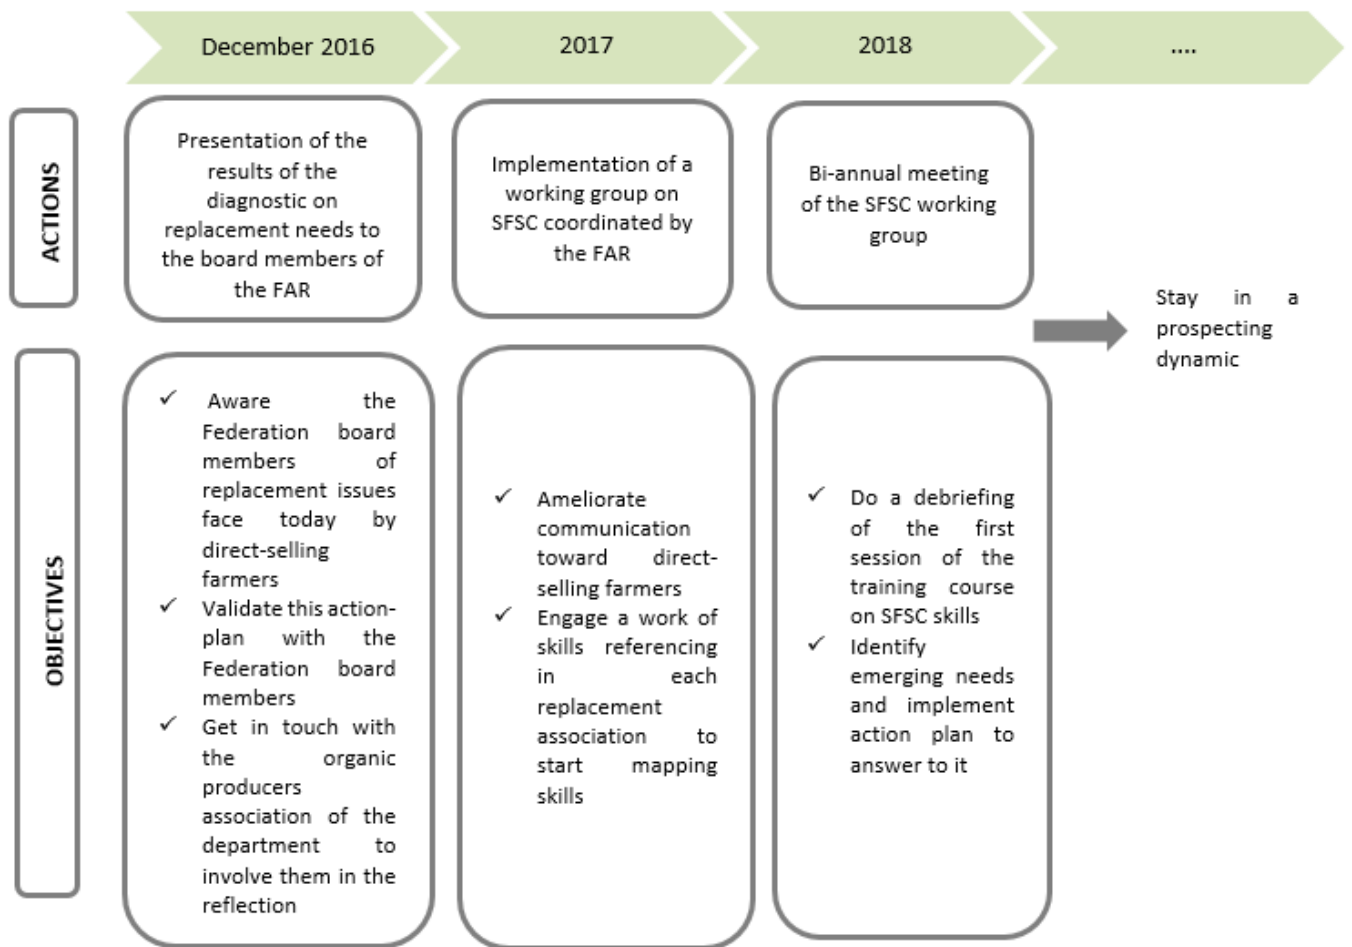 December 2016
2017
2018
....
ACTIONS
Presentation of the
results of the
diagnostic on
replacement needs to
the board members of
the FAR
Implementation of a
working group on
SFSC coordinated by
the FAR
Bi-annual meeting
of the SFSC working
group
Stay in a
prospecting
dynamic
OBJECTIVES
✓ Aware the
Federation board
members of
replacement issues
face today by
direct-selling
farmers
✓ Validate this action-
plan with the
Federation board
members
✓ Get in touch with
the organic
producers
association of the
department to
involve them in the
reflection
✓ Ameliorate
communication
toward direct-
selling farmers
✓ Engage a work of
skills referencing
in each
replacement
association to
start mapping
skills
✓ Do a debriefing
of the first
session of the
training course
on SFSC skills
✓ Identify
emerging needs
and implement
action plan to
answer to it